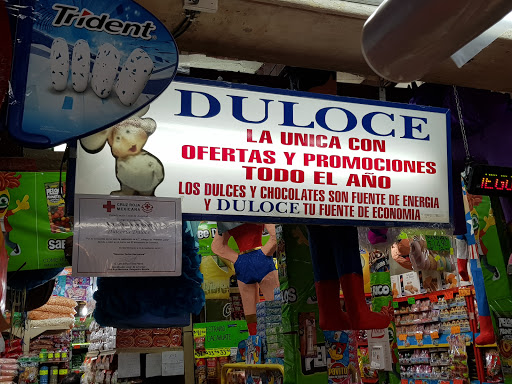 Trident
DULOCE
LA UNICA CON
OFERTAS Y PROMOCIONES
TODO EL AÑO
LOS DULCES Y CHOCOLATES SON FUENTE DE ENERGIA
Y DULOCE TU FUENTE DE ECONOMIA
CRUZ ROJA
MEXICANA